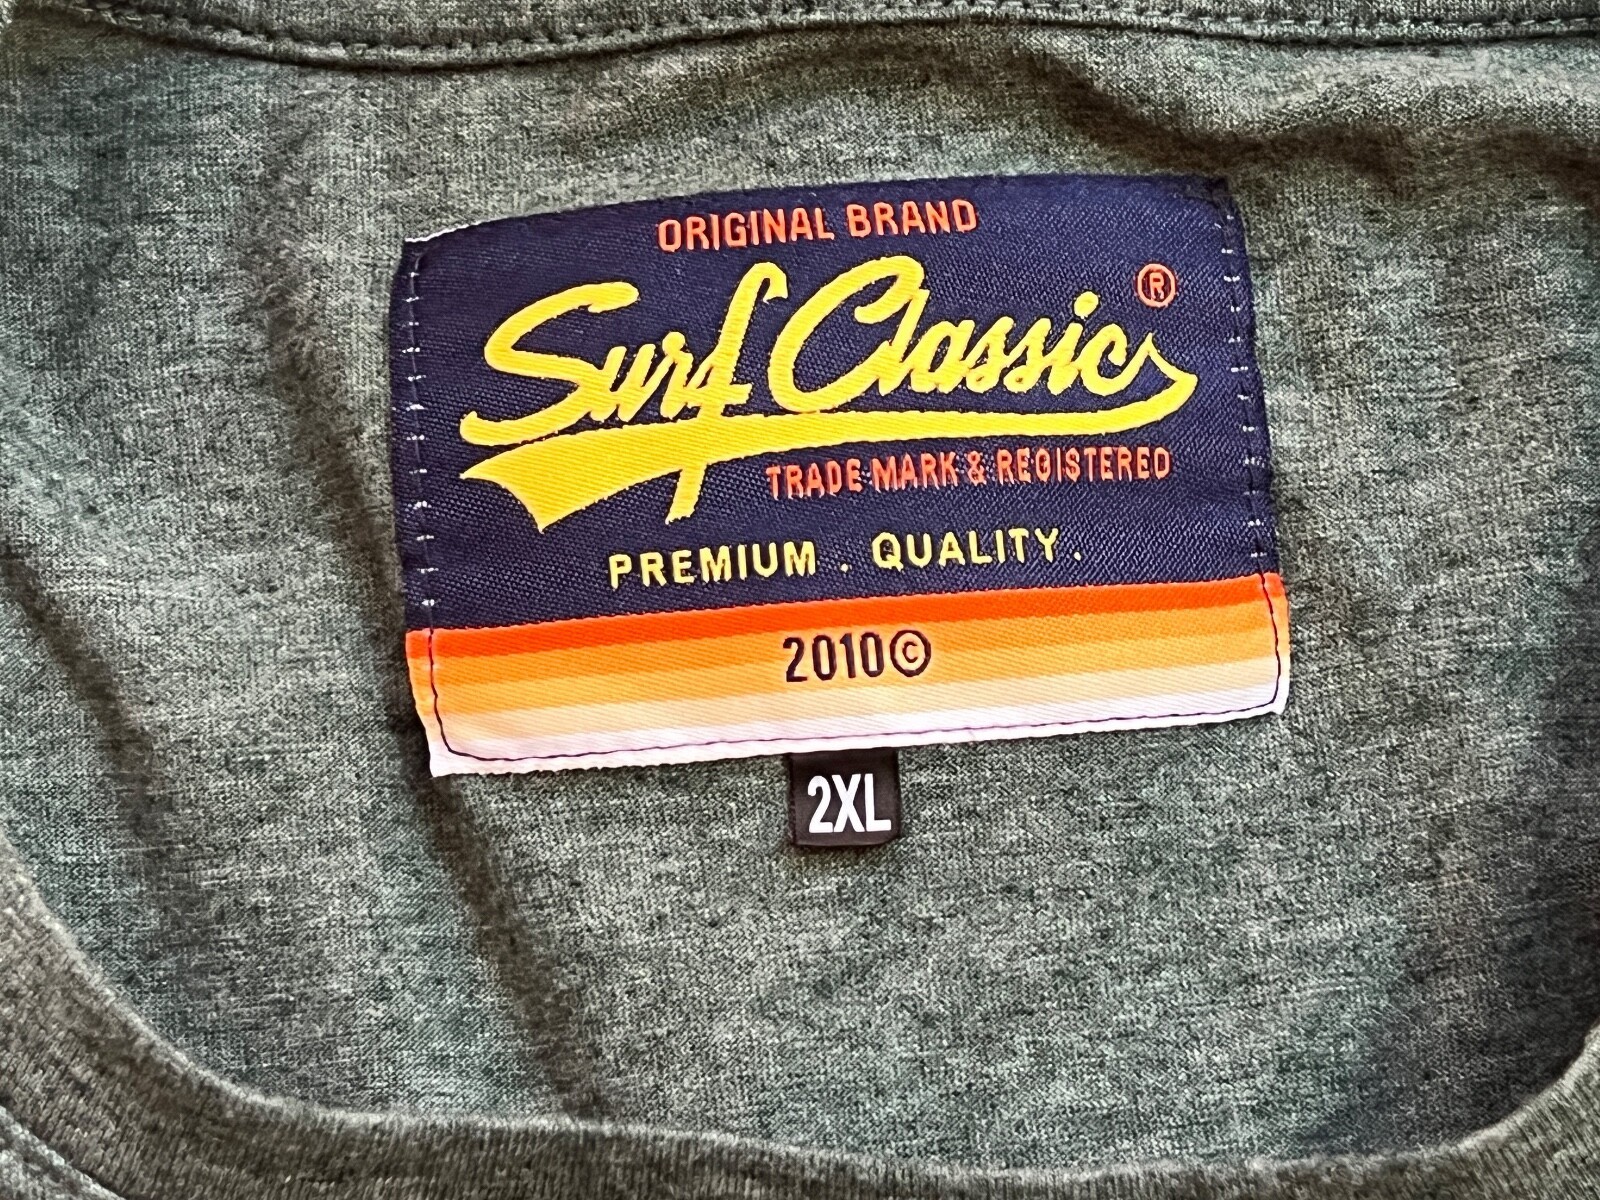 ORIGINAL BRAND
Surf Classic ®
TRADE MARK & REGISTERED
PREMIUM . QUALITY.
2010©
2XL